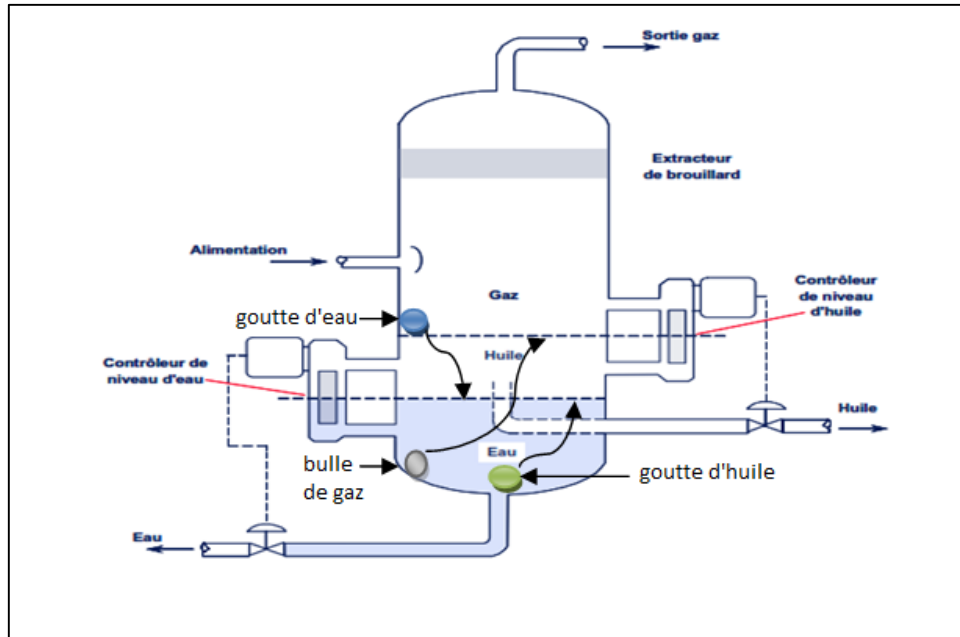 Sortie gaz
Extracteur
de brouillard
Alimentation
Gaz
Contrôleur
de niveau
d'huile
goutte d'eau
Huile
Contrôleur de
niveau d'eau
Huile
Eau
bulle
de gaz
goutte d'huile
Eau